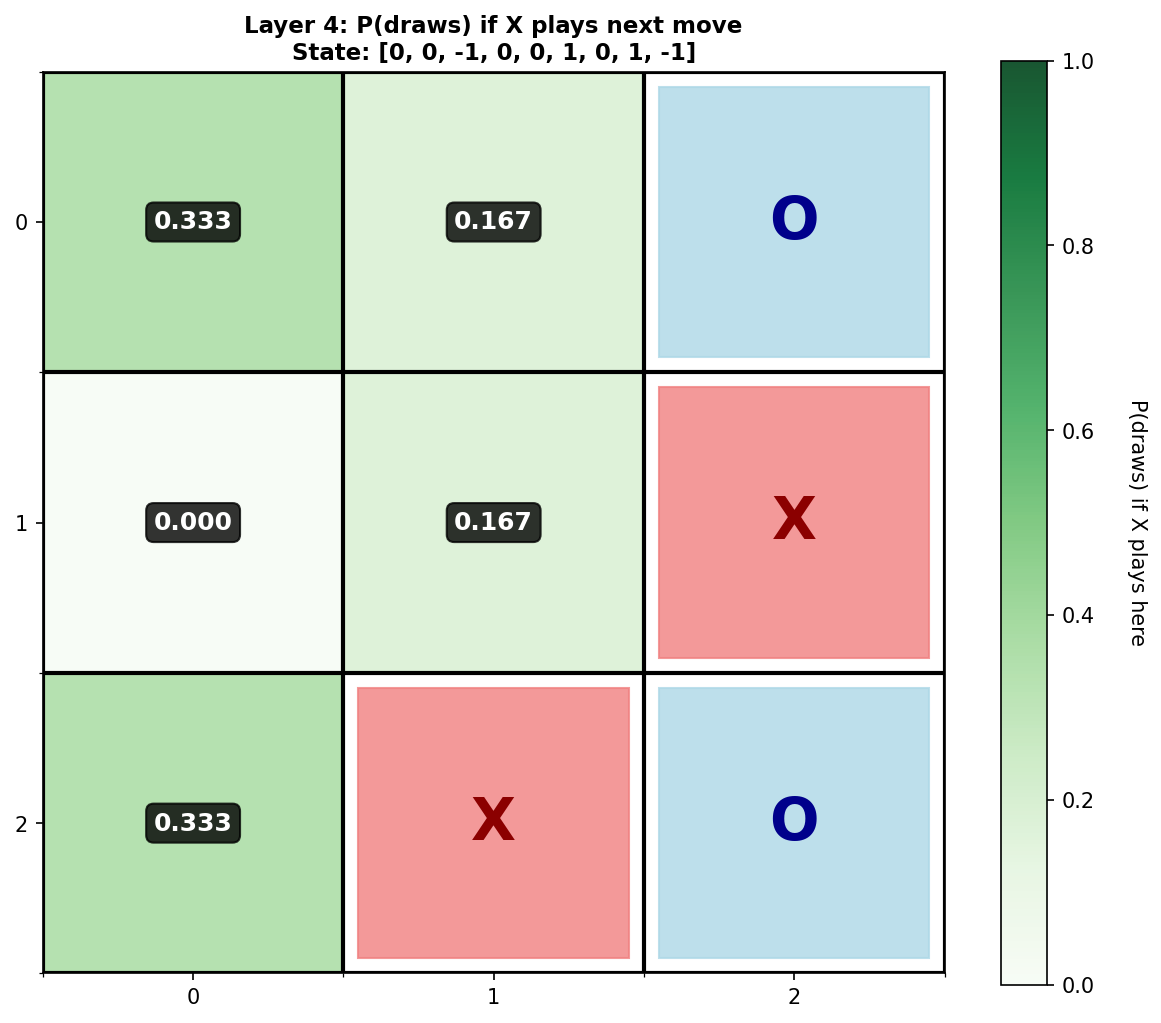 Layer 4: P(draws) if X plays next move
State: [0, 0, -1, 0, 0, 1, 0, 1, -1]
0
0.333
0.167
O
1
0.000
0.167
X
2
0.333
X
O
0
1
2
1.0
0.8
0.6
0.4
0.2
0.0
P(draws) if X plays here